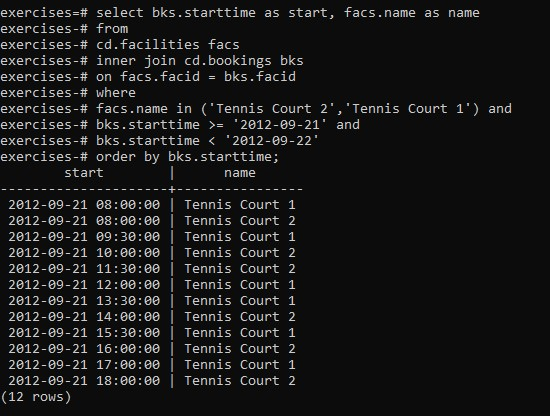 exercises=# select bks.starttime as start, facs.name as name
exercises-# from
exercises-# cd.facilities facs
exercises-# inner join cd.bookings bks
exercises-# on facs.facid = bks.facid
exercises-# where
exercises-# facs.name in ('Tennis Court 2','Tennis Court 1') and
exercises-# bks.starttime >= '2012-09-21' and
exercises-# bks.starttime < '2012-09-22'
exercises-# order by bks.starttime;
        start        |      name
---------------------+----------------
 2012-09-21 08:00:00 | Tennis Court 1
 2012-09-21 08:00:00 | Tennis Court 2
 2012-09-21 09:30:00 | Tennis Court 1
 2012-09-21 10:00:00 | Tennis Court 2
 2012-09-21 11:30:00 | Tennis Court 2
 2012-09-21 12:00:00 | Tennis Court 1
 2012-09-21 13:30:00 | Tennis Court 1
 2012-09-21 14:00:00 | Tennis Court 2
 2012-09-21 15:30:00 | Tennis Court 1
 2012-09-21 16:00:00 | Tennis Court 2
 2012-09-21 17:00:00 | Tennis Court 1
 2012-09-21 18:00:00 | Tennis Court 2
(12 rows)